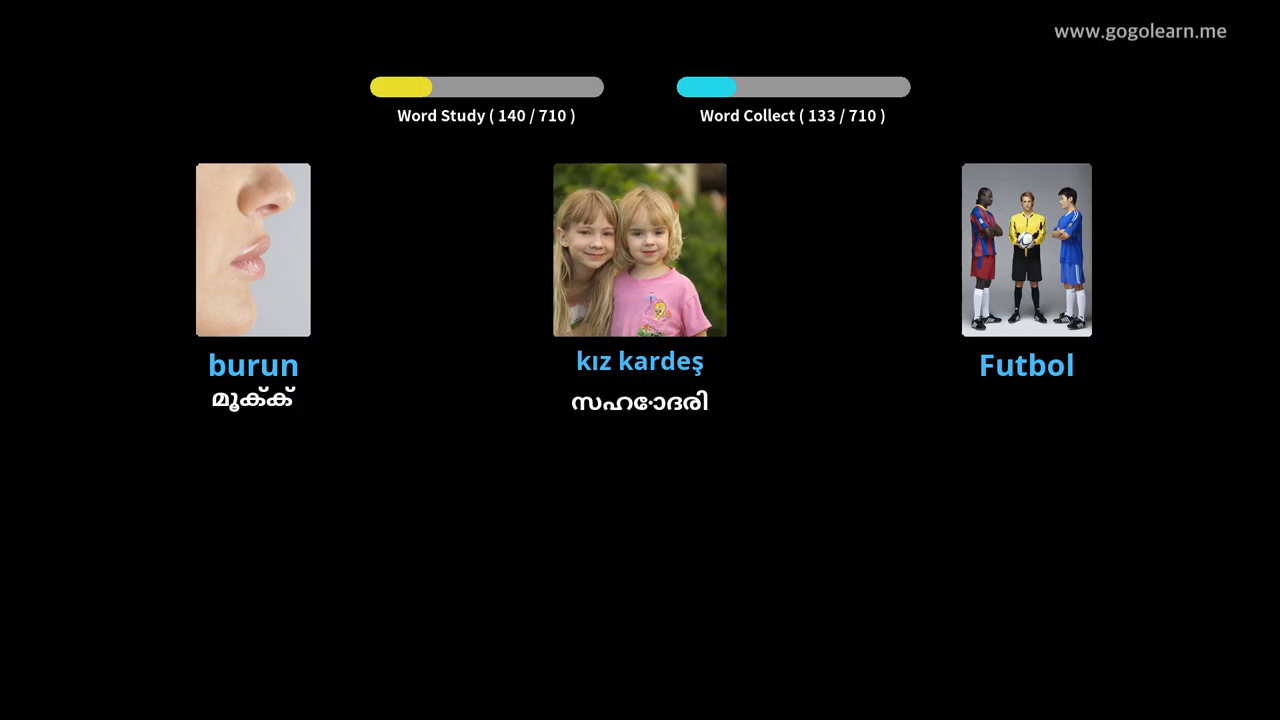 www.gogolearn.me
Word Study ( 140 / 710 )
Word Collect ( 133 / 710 )
burun
മൂക്ക്
kız kardeş
സഹോദരി
Futbol